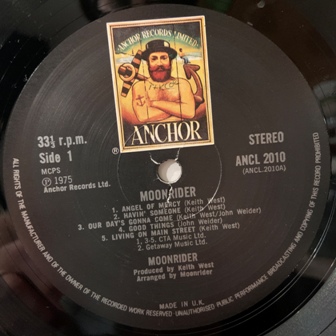 ANCHOR RECORDS LIMITED
ANCHOR
®
33⅓ r.p.m.
Side 1
MCPS
Ⓟ 1975
Anchor Records Ltd.
STEREO
ANCL 2010
(ANCL.2010A)
MOONRIDER
1. ANGEL OF MERCY (Keith West)
2. HAVIN' SOMEONE (Keith West)
3. OUR DAY'S GONNA COME (Keith West/John Weider)
4. GOOD THINGS (John Weider)
5. LIVING ON MAIN STREET (Keith West)
1, 3-5. CTA Music Ltd.
2. Getaway Music Ltd.
MOONRIDER
Produced by Keith West
Arranged by Moonrider
MADE IN U.K.
ALL RIGHTS OF THE MANUFACTURER AND OF THE OWNER OF THE RECORDED WORK RESERVED UNAUTHORISED PUBLIC PERFORMANCE BROADCASTING AND COPYING OF THIS RECORD PROHIBITED